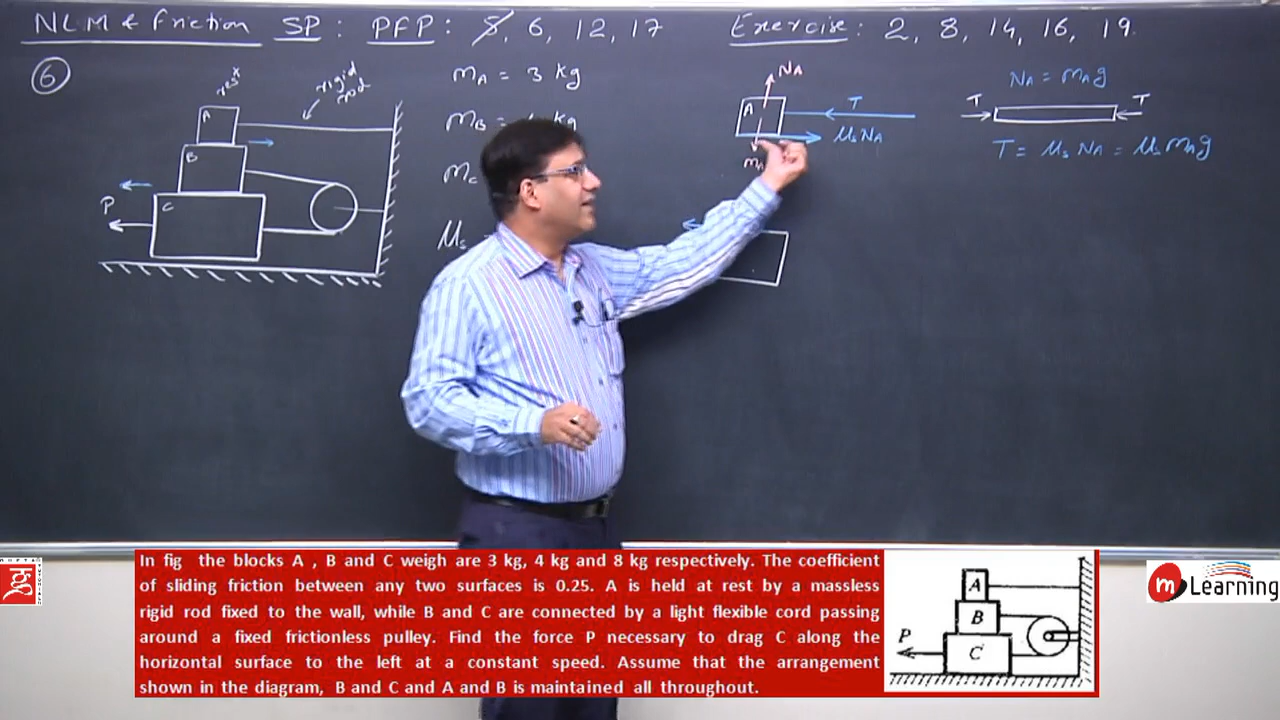 NLM & Friction SP : PFP : 5, 6, 12, 17 Exercise : 2, 8, 14, 16, 19.
6
rest
rigid rod
A
B
C
P
mA = 3 kg
mB = kg
mC
μs
NA
A
T
μs NA
mA
NA = mA g
T T
T = μs NA = μs mA g
In fig the blocks A , B and C weigh are 3 kg, 4 kg and 8 kg respectively. The coefficient
of sliding friction between any two surfaces is 0.25. A is held at rest by a massless
rigid rod fixed to the wall, while B and C are connected by a light flexible cord passing
around a fixed frictionless pulley. Find the force P necessary to drag C along the
horizontal surface to the left at a constant speed. Assume that the arrangement
shown in the diagram, B and C and A and B is maintained all throughout.
A
B
P
C
m Learning